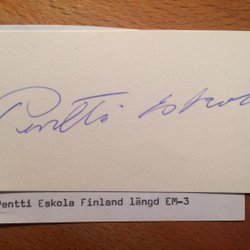 Pentti Eskola
Pentti Eskola Finland längd EM-3